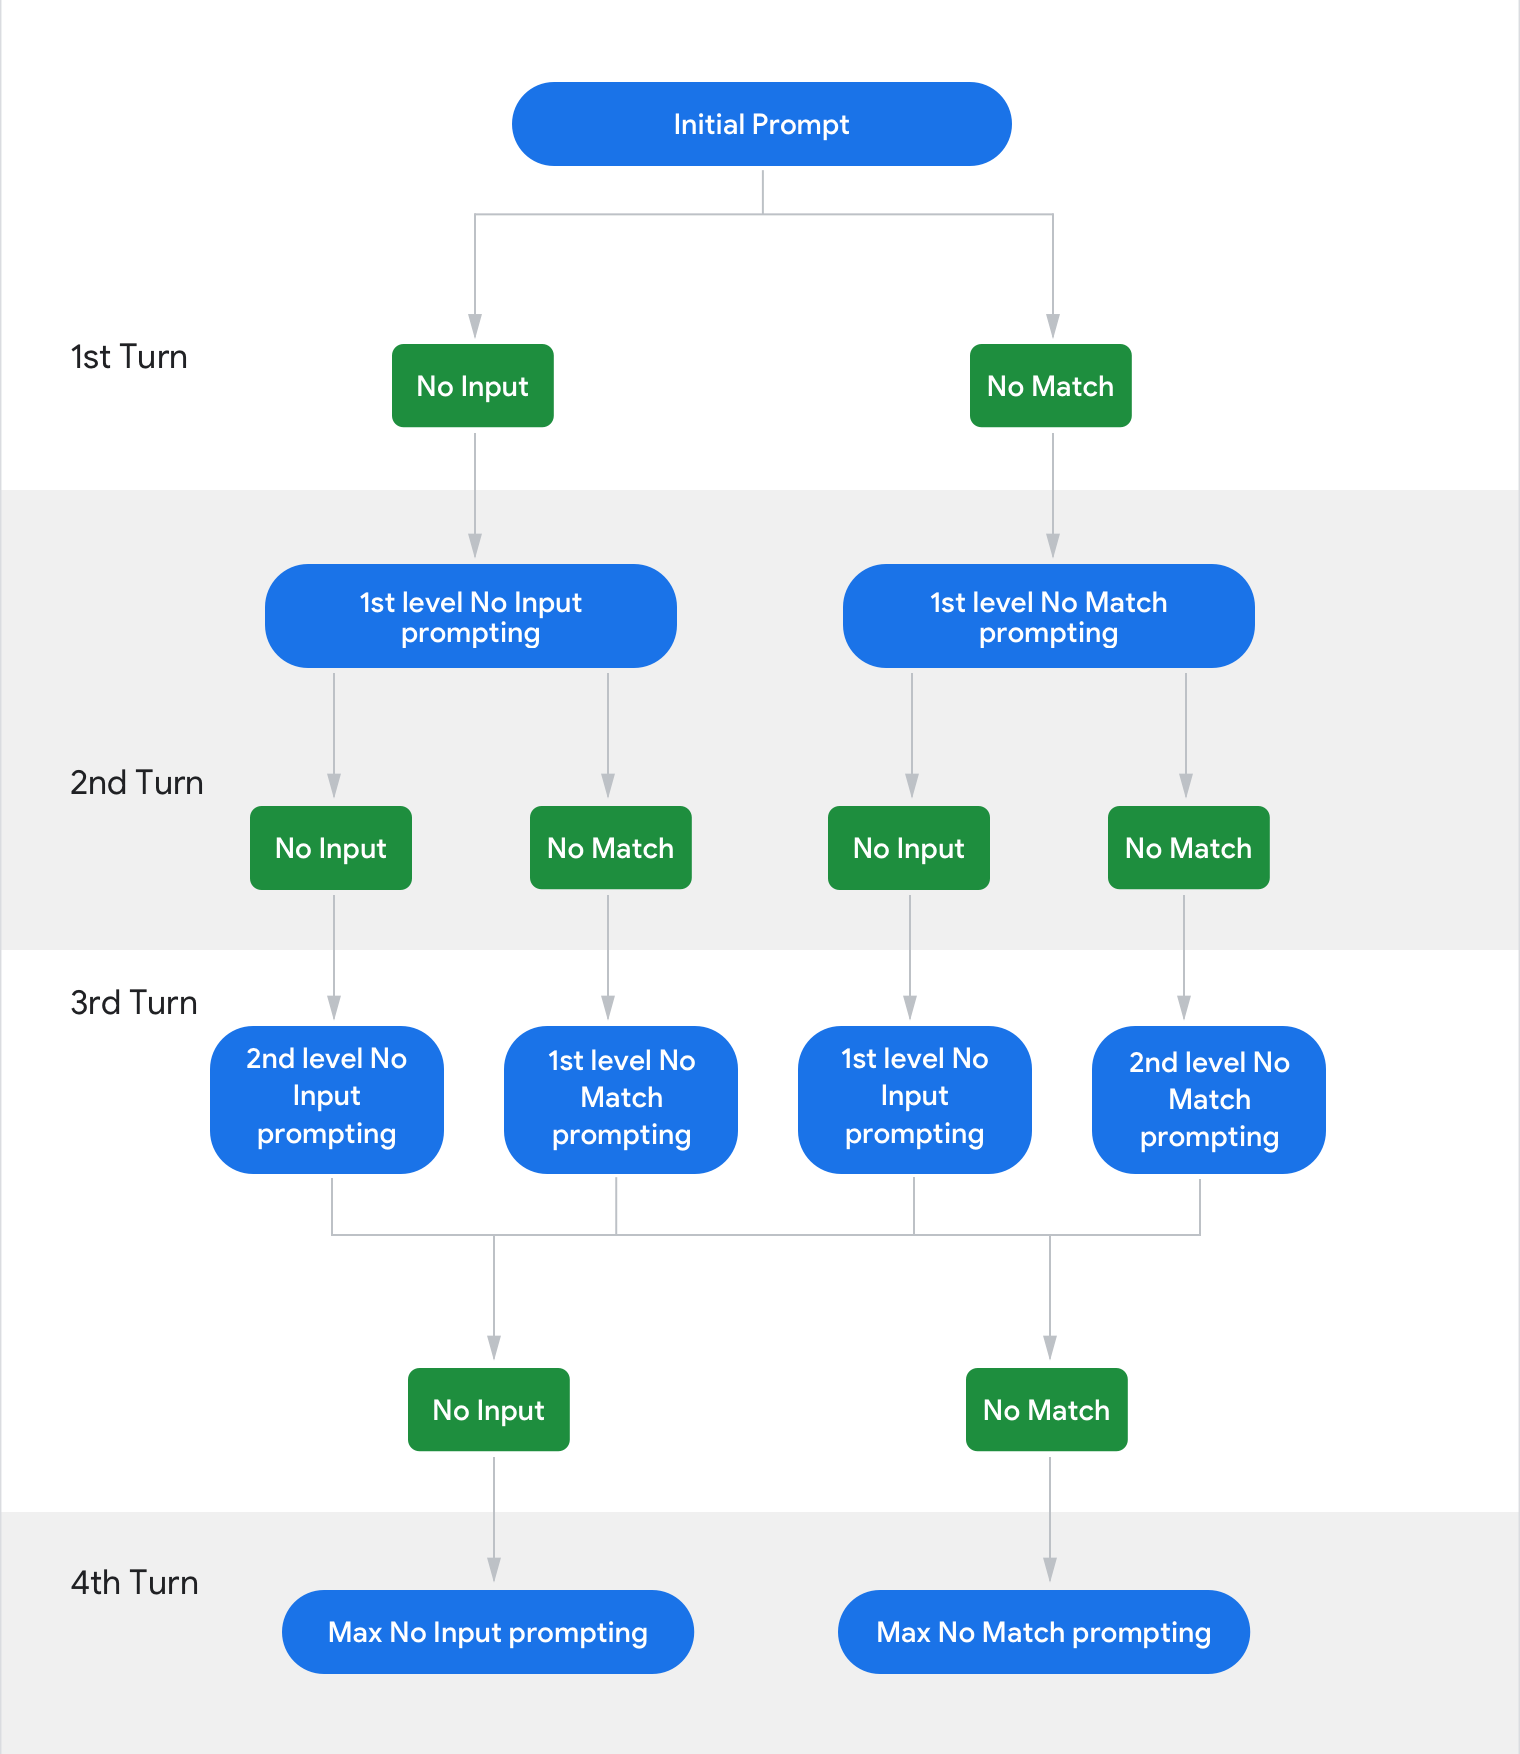 Initial Prompt
1st Turn
No Input
No Match
1st level No Input
prompting
1st level No Match
prompting
2nd Turn
No Input
No Match
No Input
No Match
3rd Turn
2nd level No
Input
prompting
1st level No
Match
prompting
1st level No
Input
prompting
2nd level No
Match
prompting
No Input
No Match
4th Turn
Max No Input prompting
Max No Match prompting